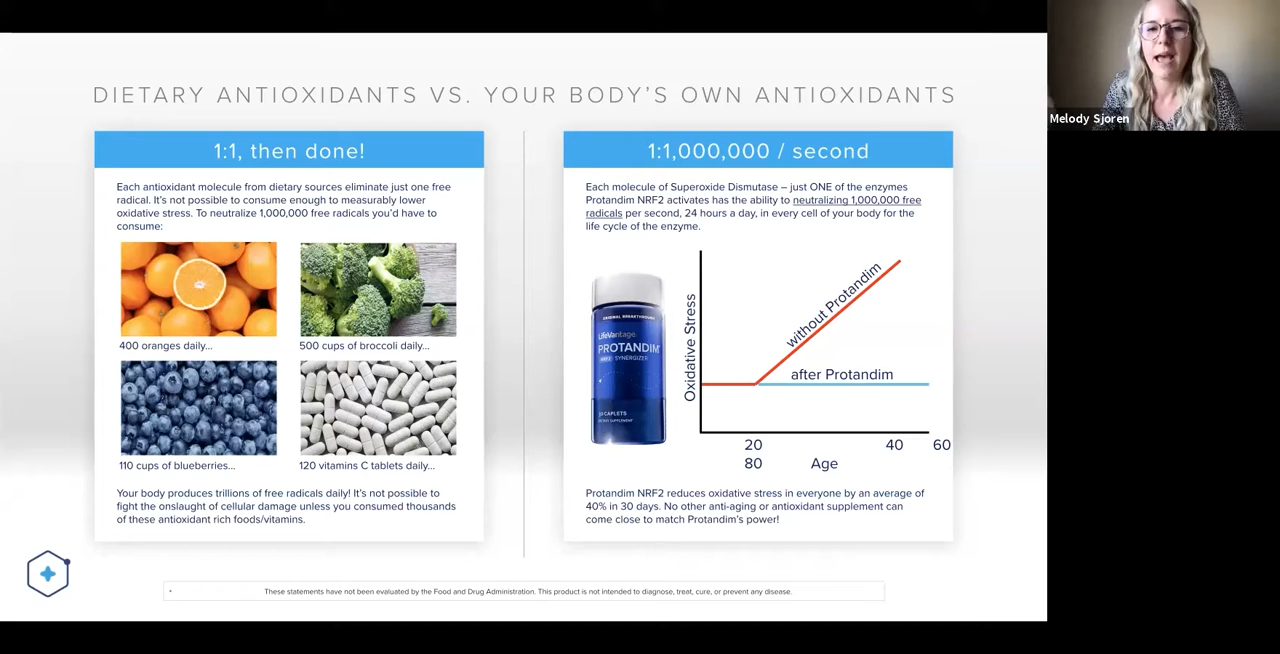 DIETARY ANTIOXIDANTS VS. YOUR BODY'S OWN ANTIOXIDANTS
1:1, then done!
Each antioxidant molecule from dietary sources eliminate just one free
radical. It's not possible to consume enough to measurably lower
oxidative stress. To neutralize 1,000,000 free radicals you'd have to
consume:
400 oranges daily...
500 cups of broccoli daily...
110 cups of blueberries...
120 vitamins C tablets daily...
Your body produces trillions of free radicals daily! It's not possible to
fight the onslaught of cellular damage unless you consumed thousands
of these antioxidant rich foods/vitamins.
1:1,000,000 / second
Each molecule of Superoxide Dismutase – just ONE of the enzymes
Protandim NRF2 activates has the ability to neutralizing 1,000,000 free
radicals per second, 24 hours a day, in every cell of your body for the
life cycle of the enzyme.
ORIGINAL BREAKTHROUGH
LifeVantage
PROTANDIM
NRF2 SYNERGIZER
30 CAPLETS
DIETARY SUPPLEMENT
Oxidative Stress
without Protandim
after Protandim
20 40 60
80 Age
Protandim NRF2 reduces oxidative stress in everyone by an average of
40% in 30 days. No other anti-aging or antioxidant supplement can
come close to match Protandim's power!
* These statements have not been evaluated by the Food and Drug Administration. This product is not intended to diagnose, treat, cure, or prevent any disease.
Melody Sjoren